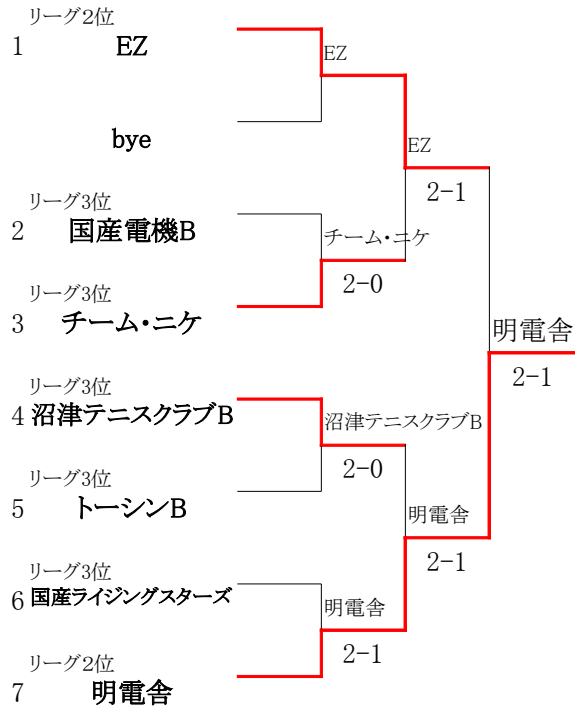 リーグ2位
1 EZ
EZ
bye
EZ
2-1
リーグ3位
2 国産電機B
チーム・ニケ
2-0
リーグ3位
3 チーム・ニケ
明電舎
2-1
リーグ3位
4 沼津テニスクラブB
沼津テニスクラブB
2-0
リーグ3位
5 トーシンB
明電舎
2-1
リーグ3位
6 国産ライジングスターズ
明電舎
2-1
リーグ2位
7 明電舎